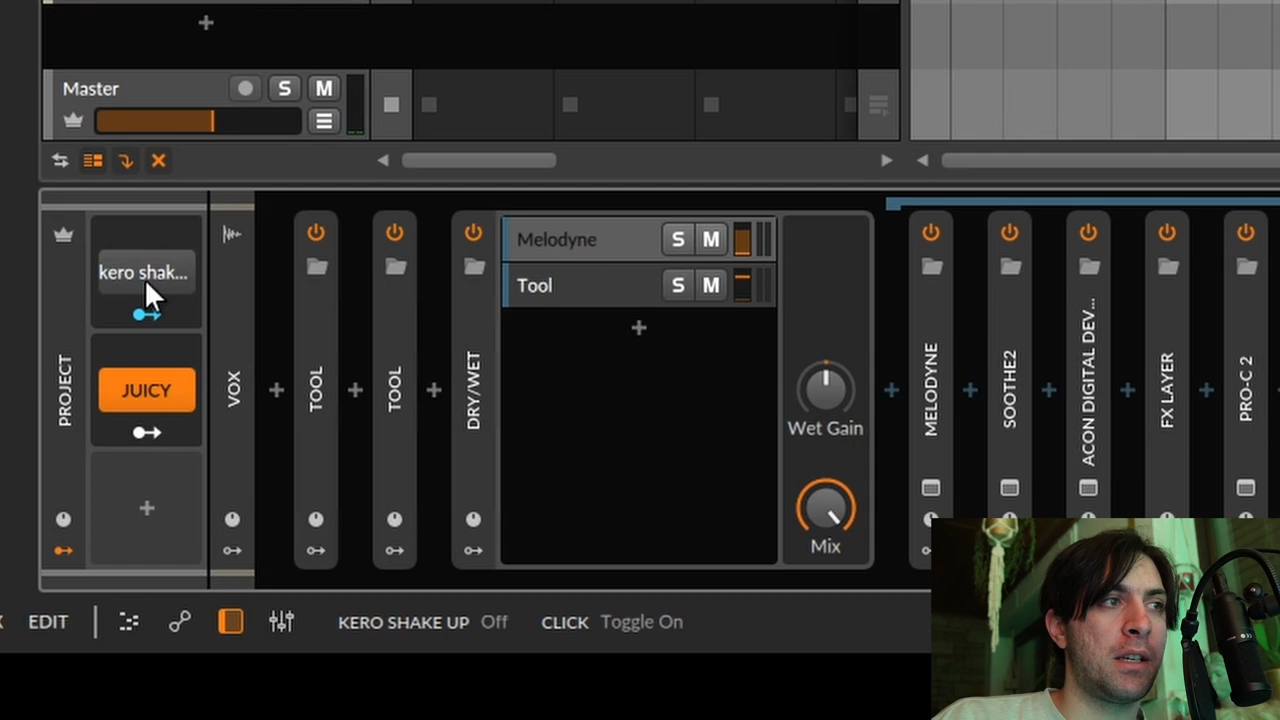 +
Master S M
PROJECT
kero shak...
JUICY
+
VOX
+
TOOL
+
TOOL
+
DRY/WET
Melodyne S M
Tool S M
+
Wet Gain
Mix
+
MELODYNE
+
SOOTHE2
+
ACON DIGITAL DEV...
+
FX LAYER
+
PRO-C 2
EDIT KERO SHAKE UP Off CLICK Toggle On